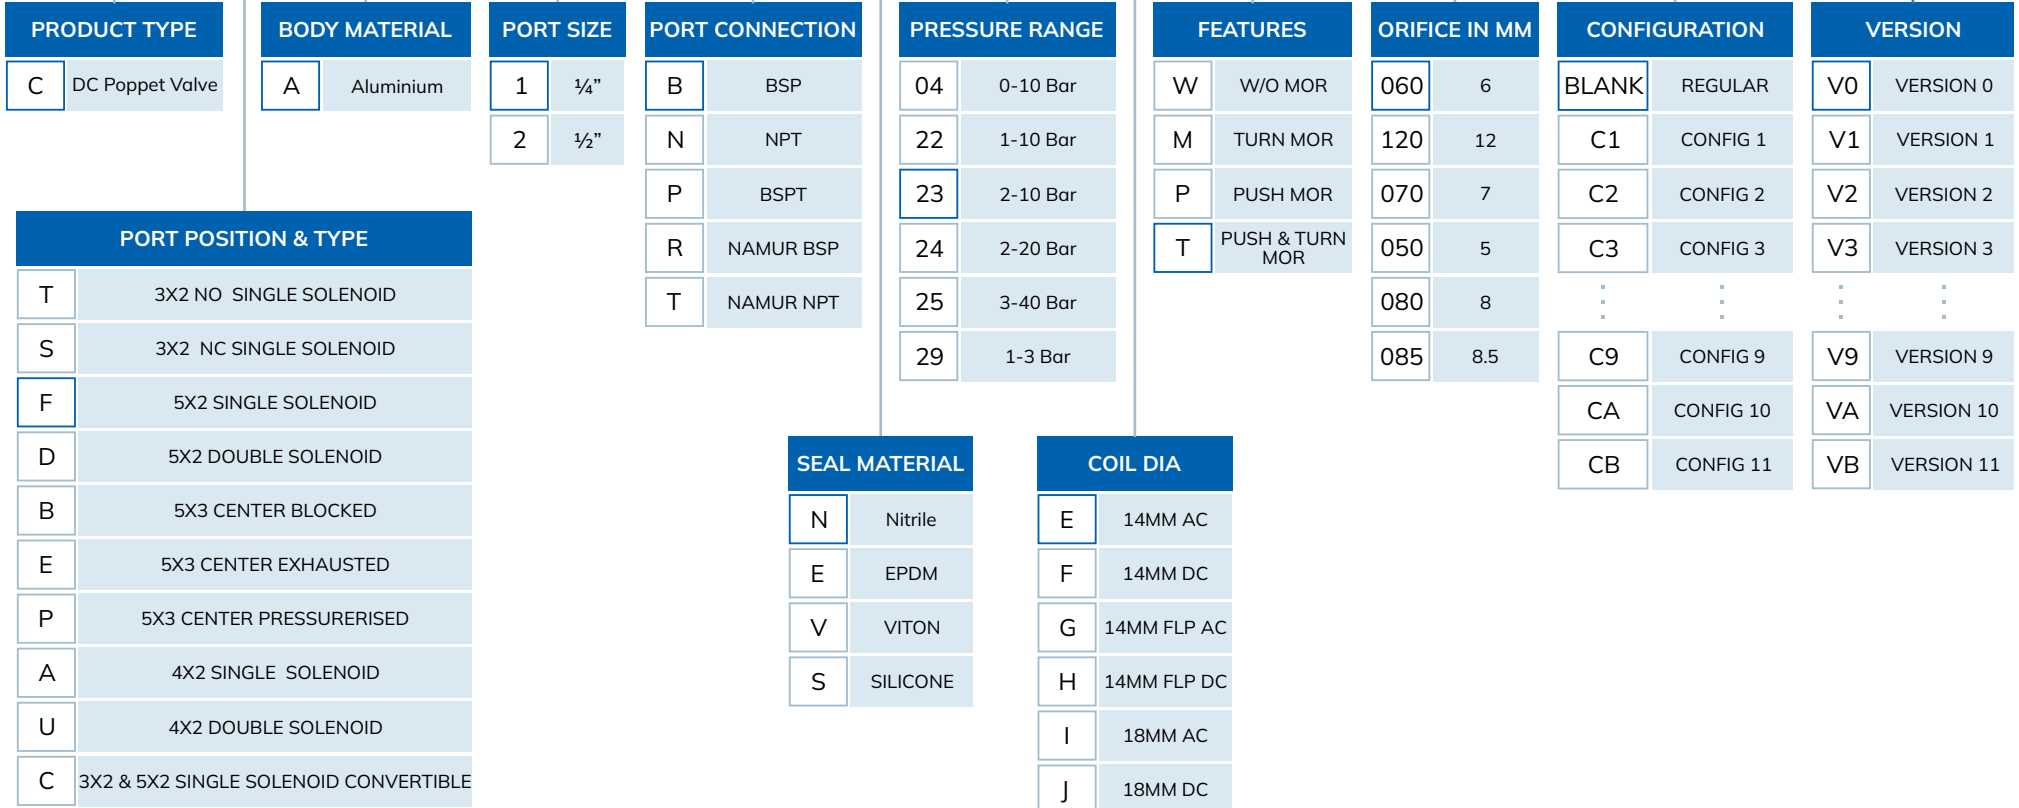 PRODUCT TYPE
C DC Poppet Valve
BODY MATERIAL
A Aluminium
PORT SIZE
1 ¼”
2 ½”
PORT CONNECTION
B BSP
N NPT
P BSPT
R NAMUR BSP
T NAMUR NPT
PRESSURE RANGE
04 0-10 Bar
22 1-10 Bar
23 2-10 Bar
24 2-20 Bar
25 3-40 Bar
29 1-3 Bar
FEATURES
W W/O MOR
M TURN MOR
P PUSH MOR
T PUSH & TURN
MOR
ORIFICE IN MM
060 6
120 12
070 7
050 5
080 8
085 8.5
CONFIGURATION
BLANK REGULAR
C1 CONFIG 1
C2 CONFIG 2
C3 CONFIG 3
C9 CONFIG 9
CA CONFIG 10
CB CONFIG 11
VERSION
V0 VERSION 0
V1 VERSION 1
V2 VERSION 2
V3 VERSION 3
V9 VERSION 9
VA VERSION 10
VB VERSION 11
PORT POSITION & TYPE
T 3X2 NO SINGLE SOLENOID
S 3X2 NC SINGLE SOLENOID
F 5X2 SINGLE SOLENOID
D 5X2 DOUBLE SOLENOID
B 5X3 CENTER BLOCKED
E 5X3 CENTER EXHAUSTED
P 5X3 CENTER PRESSURERISED
A 4X2 SINGLE SOLENOID
U 4X2 DOUBLE SOLENOID
C 3X2 & 5X2 SINGLE SOLENOID CONVERTIBLE
SEAL MATERIAL
N Nitrile
E EPDM
V VITON
S SILICONE
COIL DIA
E 14MM AC
F 14MM DC
G 14MM FLP AC
H 14MM FLP DC
I 18MM AC
J 18MM DC